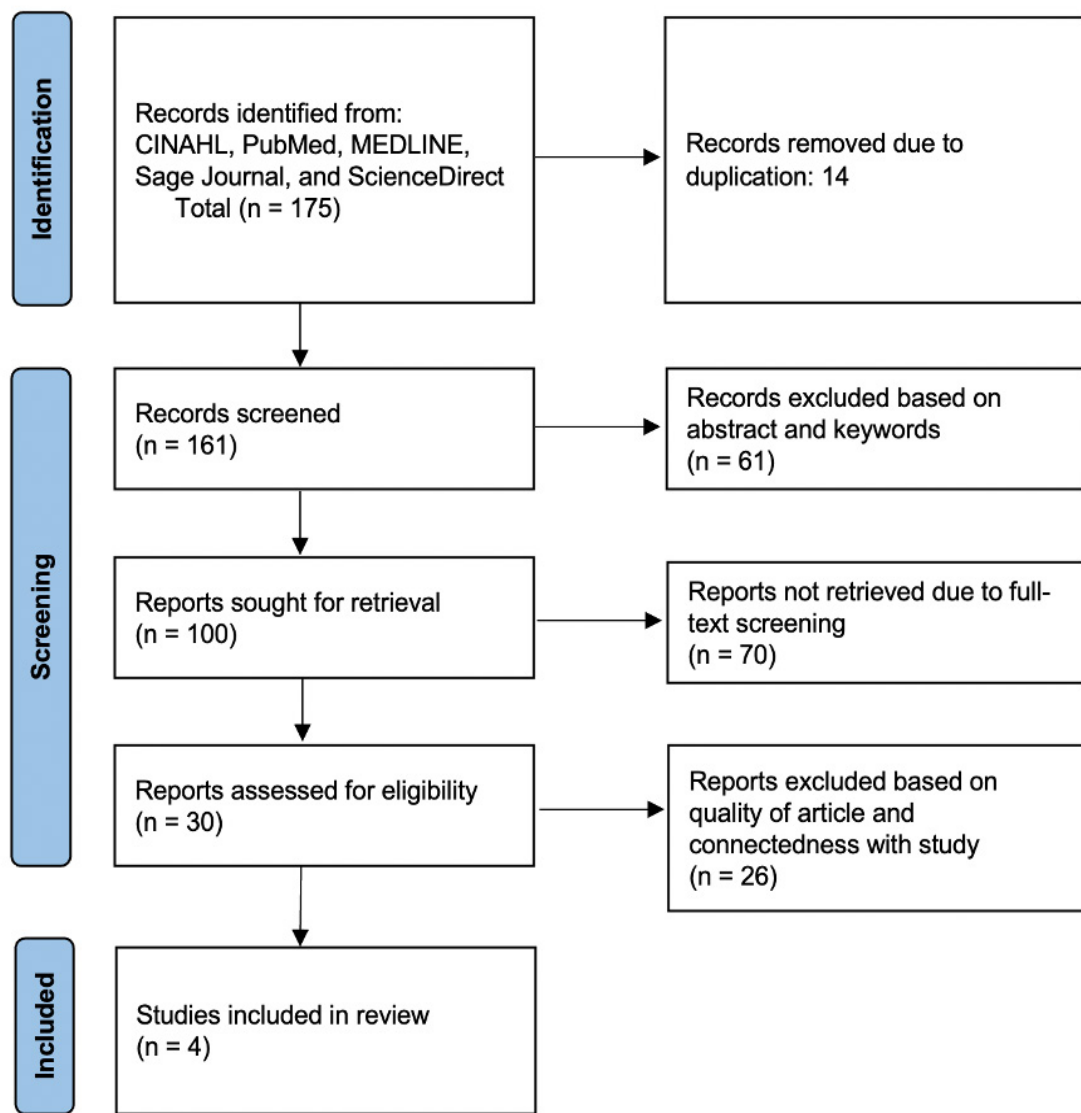 Identification
Records identified from:
CINAHL, PubMed, MEDLINE,
Sage Journal, and ScienceDirect
Total (n = 175)
Records removed due to
duplication: 14
Screening
Records screened
(n = 161)
Records excluded based on
abstract and keywords
(n = 61)
Reports sought for retrieval
(n = 100)
Reports not retrieved due to full-
text screening
(n = 70)
Reports assessed for eligibility
(n = 30)
Reports excluded based on
quality of article and
connectedness with study
(n = 26)
Included
Studies included in review
(n = 4)